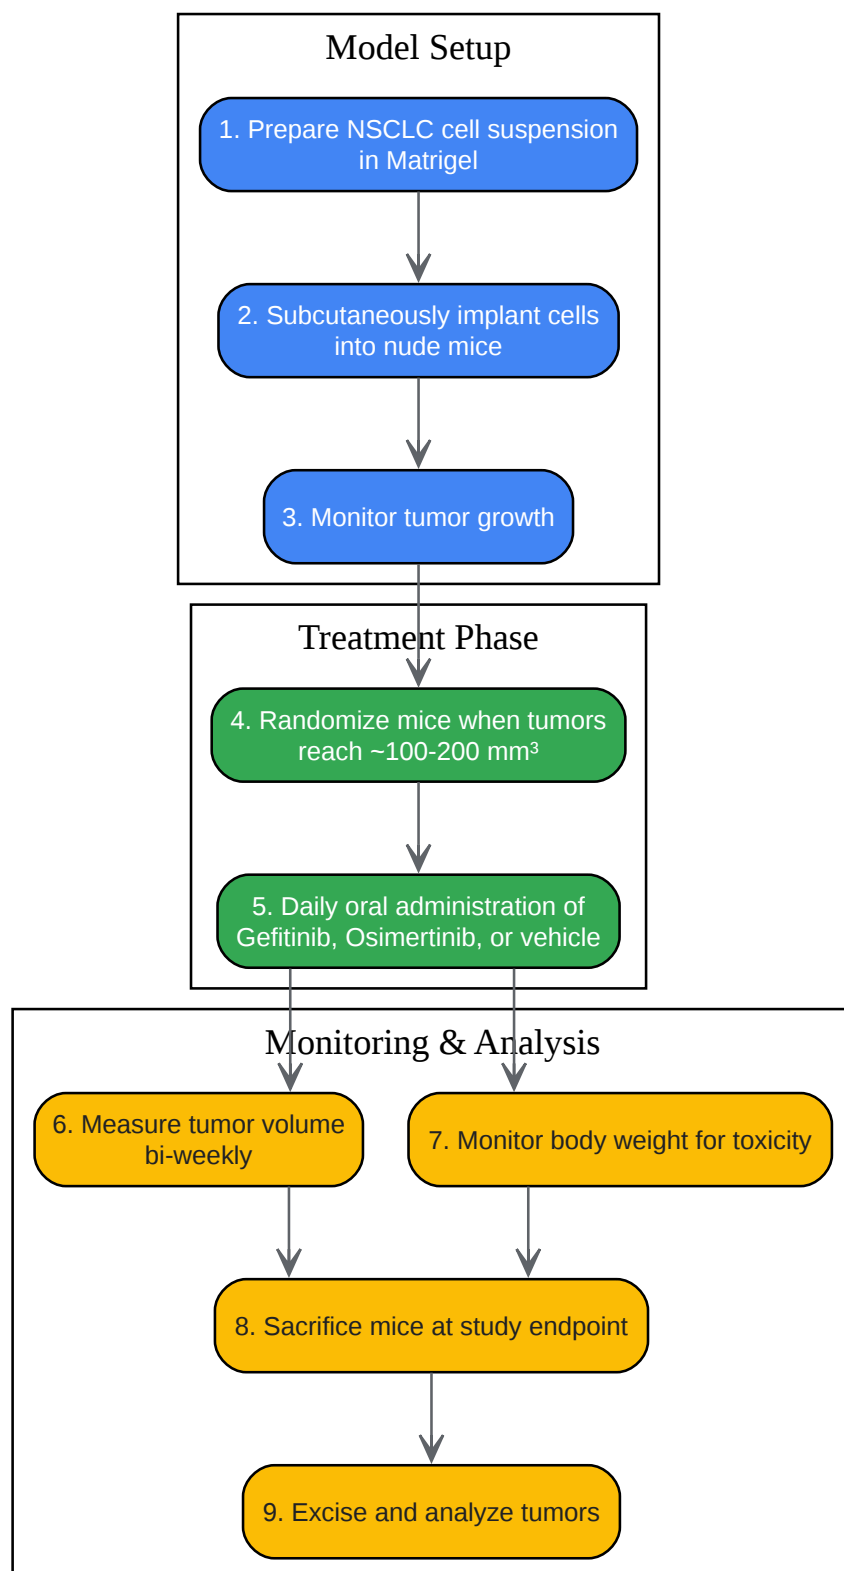 Model Setup
1. Prepare NSCLC cell suspension
in Matrigel
2. Subcutaneously implant cells
into nude mice
3. Monitor tumor growth
Treatment Phase
4. Randomize mice when tumors
reach ~100-200 mm³
5. Daily oral administration of
Gefitinib, Osimertinib, or vehicle
Monitoring & Analysis
6. Measure tumor volume
bi-weekly
7. Monitor body weight for toxicity
8. Sacrifice mice at study endpoint
9. Excise and analyze tumors